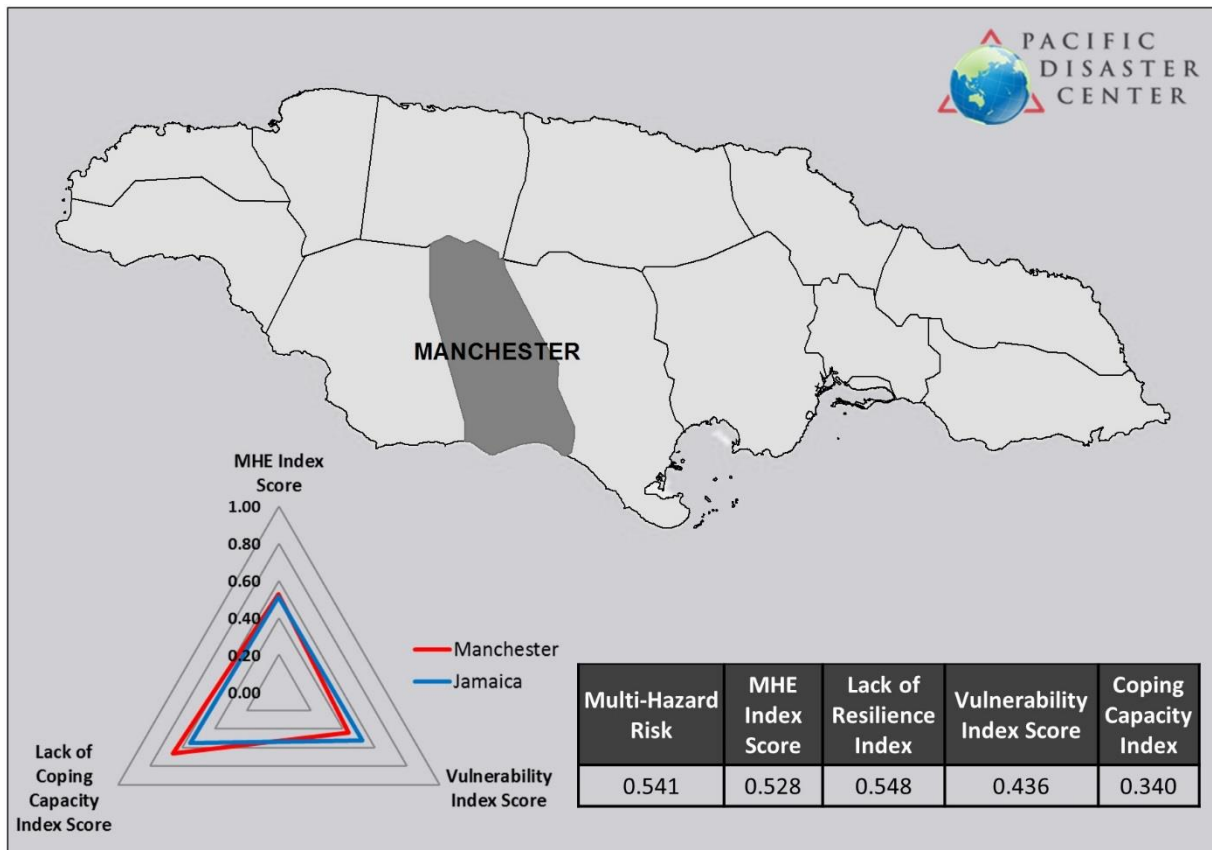 PACIFIC
DISASTER
CENTER
MANCHESTER
MHE Index
Score
1.00
0.80
0.60
0.40
0.20
0.00
Lack of
Coping
Capacity
Index Score
Vulnerability
Index Score
Manchester
Jamaica
Multi-Hazard
Risk
MHE
Index
Score
Lack of
Resilience
Index
Vulnerability
Index Score
Coping
Capacity
Index
0.541
0.528
0.548
0.436
0.340